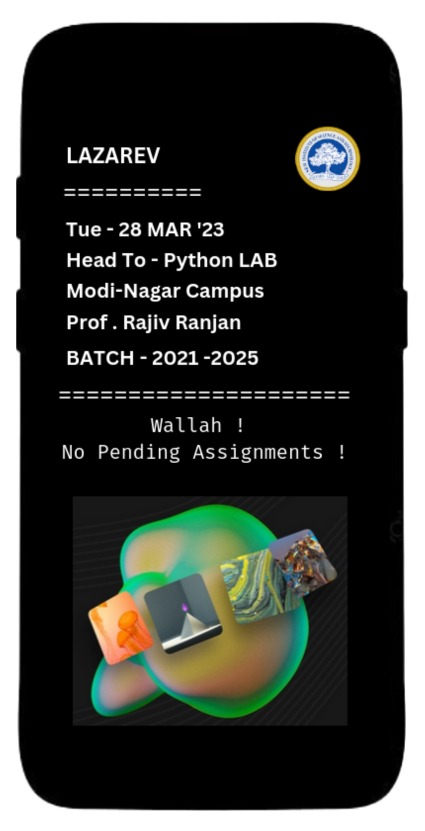 LAZAREV
==========
Tue - 28 MAR '23
Head To - Python LAB
Modi-Nagar Campus
Prof . Rajiv Ranjan
BATCH - 2021 -2025
=====================
Wallah !
No Pending Assignments !